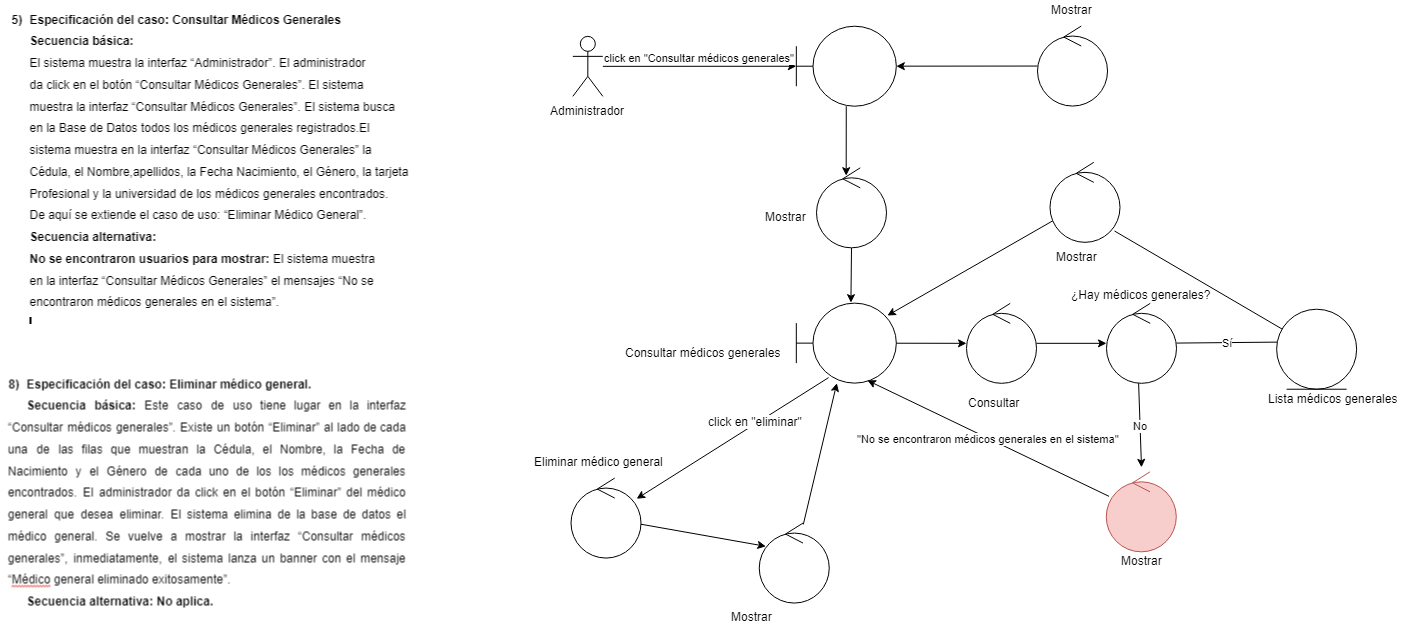 5) Especificación del caso: Consultar Médicos Generales
Secuencia básica:
El sistema muestra la interfaz “Administrador”. El administrador
da click en el botón “Consultar Médicos Generales”. El sistema
muestra la interfaz “Consultar Médicos Generales”. El sistema busca
en la Base de Datos todos los médicos generales registrados.El
sistema muestra en la interfaz “Consultar Médicos Generales” la
Cédula, el Nombre,apellidos, la Fecha Nacimiento, el Género, la tarjeta
Profesional y la universidad de los médicos generales encontrados.
De aquí se extiende el caso de uso: “Eliminar Médico General”.
Secuencia alternativa:
No se encontraron usuarios para mostrar: El sistema muestra
en la interfaz “Consultar Médicos Generales” el mensajes “No se
encontraron médicos generales en el sistema”.
8) Especificación del caso: Eliminar médico general.
Secuencia básica: Este caso de uso tiene lugar en la interfaz
“Consultar médicos generales”. Existe un botón “Eliminar” al lado de cada
una de las filas que muestran la Cédula, el Nombre, la Fecha de
Nacimiento y el Género de cada uno de los los médicos generales
encontrados. El administrador da click en el botón “Eliminar” del médico
general que desea eliminar. El sistema elimina de la base de datos el
médico general. Se vuelve a mostrar la interfaz “Consultar médicos
generales”, inmediatamente, el sistema lanza un banner con el mensaje
“Médico general eliminado exitosamente”.
Secuencia alternativa: No aplica.
Mostrar
click en "Consultar médicos generales"
Administrador
Mostrar
Mostrar
¿Hay médicos generales?
Sí
Consultar médicos generales
Consultar
Lista médicos generales
click en "eliminar"
No
"No se encontraron médicos generales en el sistema"
Eliminar médico general
Mostrar
Mostrar